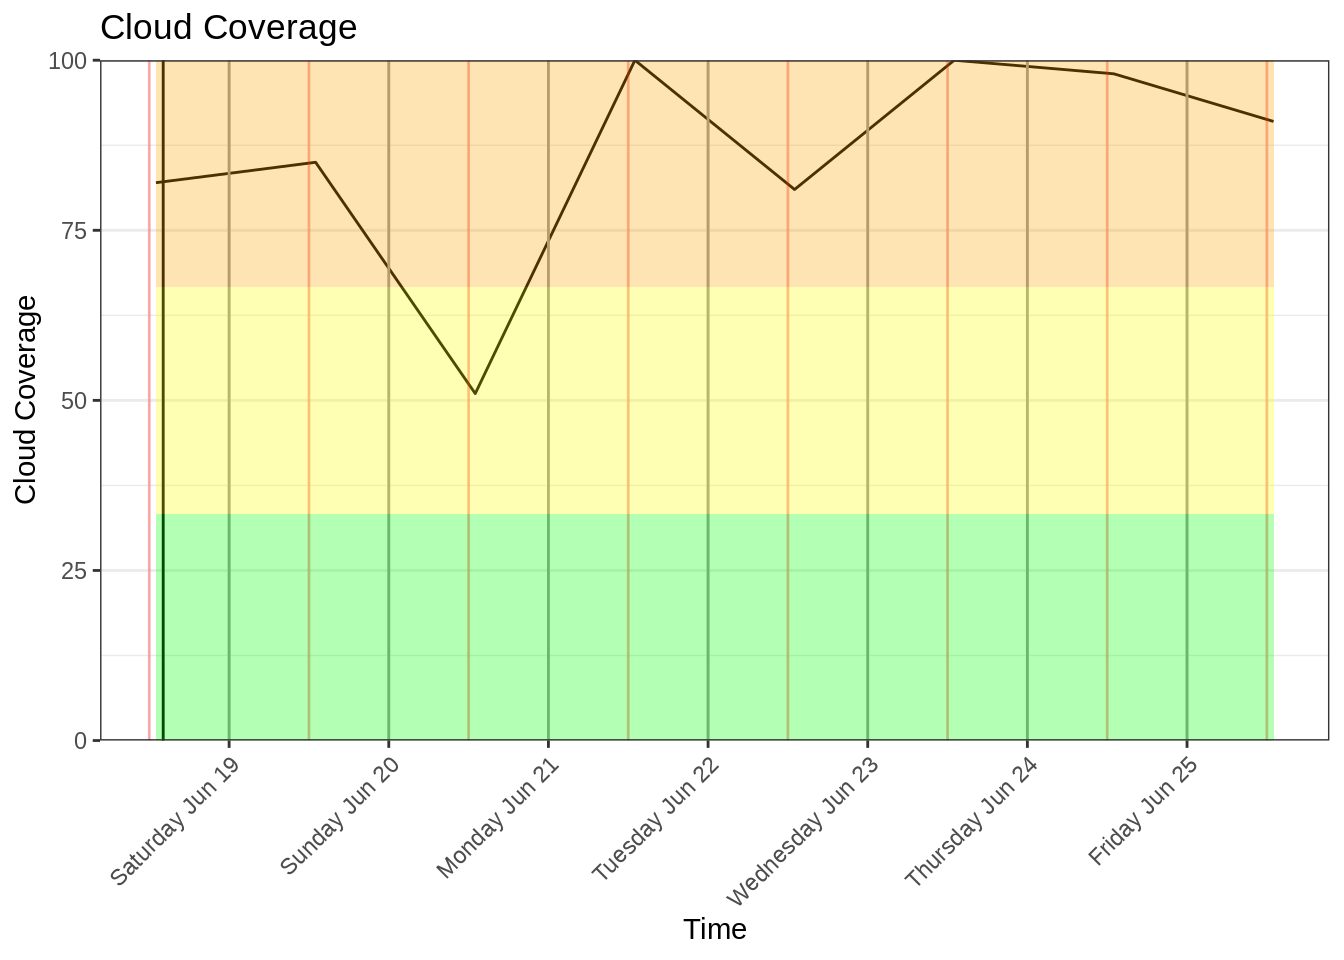 Cloud Coverage
Cloud Coverage
100
75
50
25
0
Saturday Jun 19
Sunday Jun 20
Monday Jun 21
Tuesday Jun 22
Wednesday Jun 23
Thursday Jun 24
Friday Jun 25
Time